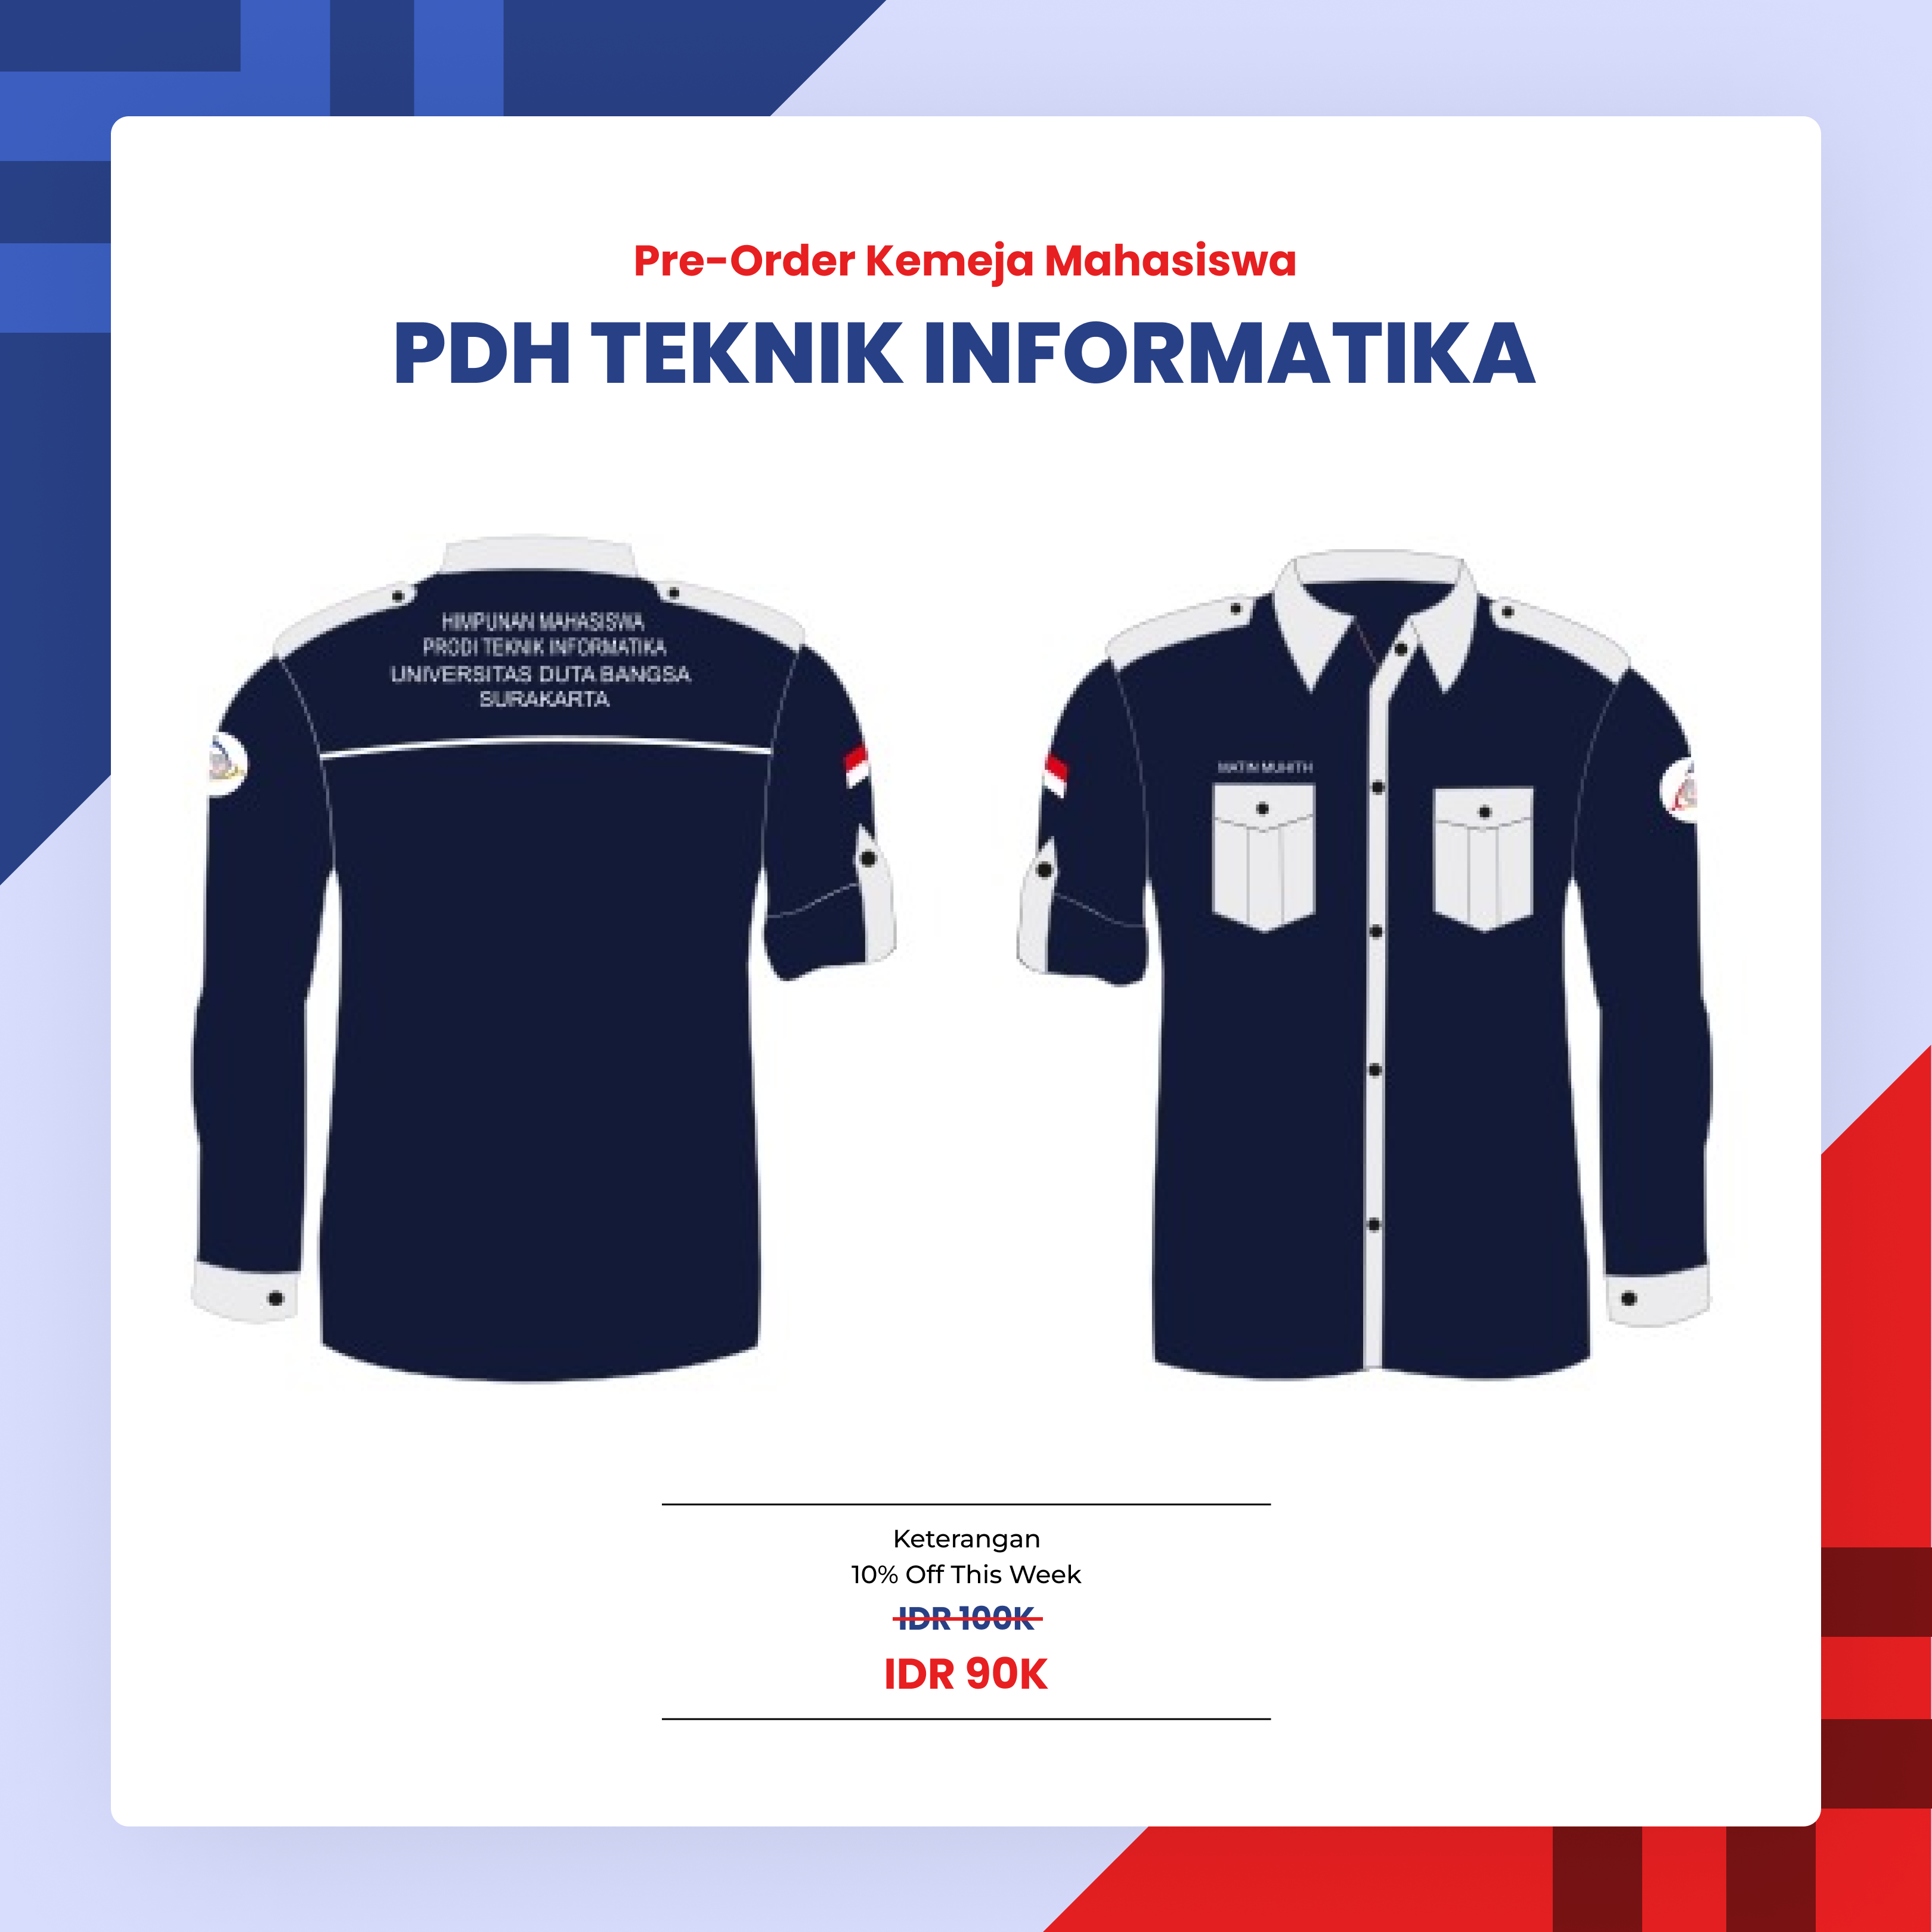 Pre-Order Kemeja Mahasiswa
PDH TEKNIK INFORMATIKA
HIMPUNAN MAHASISWA
PRODI TEKNIK INFORMATIKA
UNIVERSITAS DUTA BANGSA
SURAKARTA
MATIN MUHITH
Keterangan
10% Off This Week
IDR 100K
IDR 90K